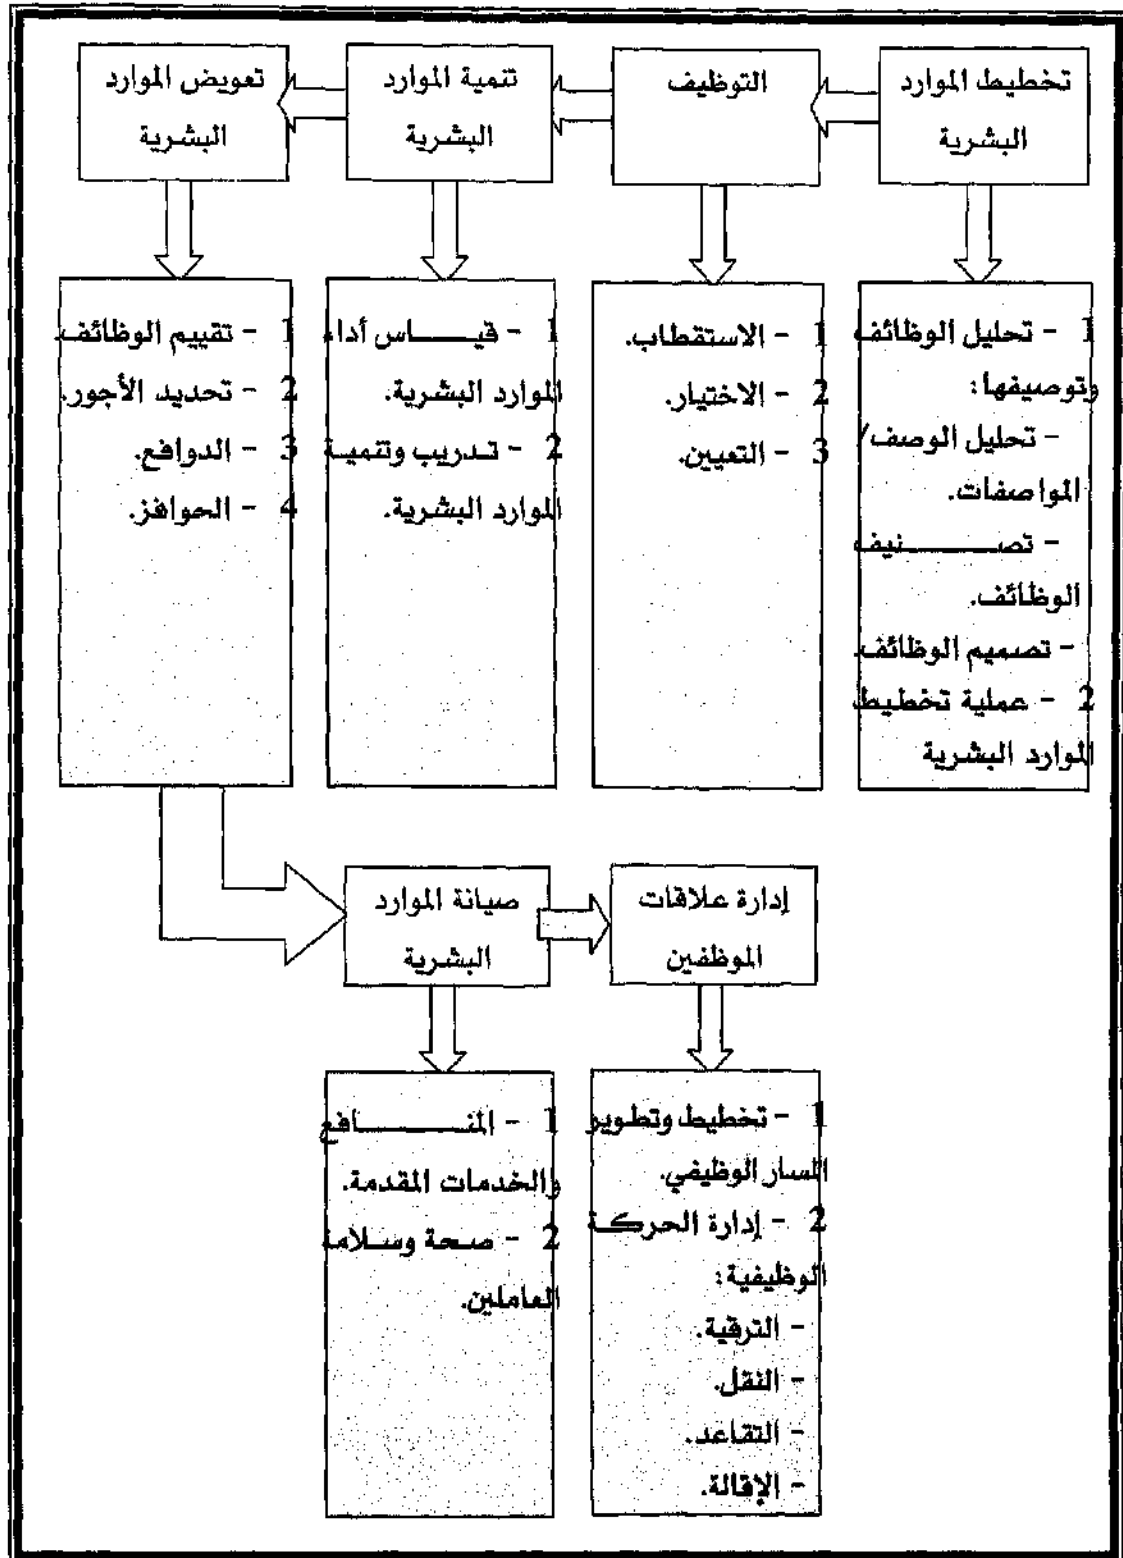 تخطيط الموارد
البشرية
التوظيف
تنمية الموارد
البشرية
تعويض الموارد
البشرية
1 - تحليل الوظائف
وتوصيفها:
- تحليل الوصف/
المواصفات.
- تصنيف
الوظائف.
- تصميم الوظائف
2 - عملية تخطيط
الموارد البشرية
1 - الاستقطاب.
2 - الاختيار.
3 - التعيين.
1 - قياس أداء
الموارد البشرية.
2 - تدريب وتنمية
الموارد البشرية.
1 - تقييم الوظائف.
2 - تحديد الأجور.
3 - الدوافع.
4 - الحوافز.
صيانة الموارد
البشرية
إدارة علاقات
الموظفين
1 - المنافع
والخدمات المقدمة.
2 - صحة وسلامة
العاملين.
1 - تخطيط وتطوير
المسار الوظيفي.
2 - إدارة الحركة
الوظيفية:
- الترقية.
- النقل.
- التقاعد.
- الإقالة.